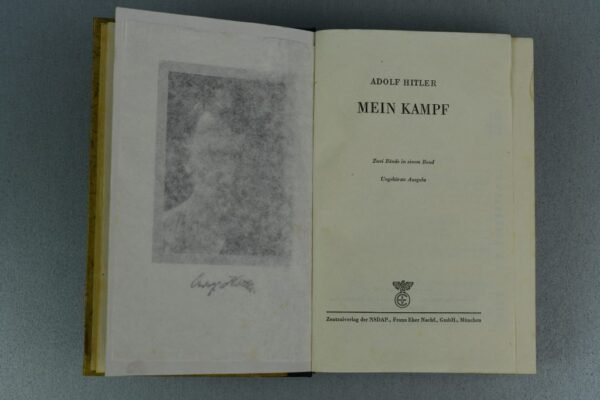 ADOLF HITLER
MEIN KAMPF
Zwei Bände in einem Band
Ungekürzte Ausgabe
Zentralverlag der NSDAP., Franz Eher Nachf., GmbH., München